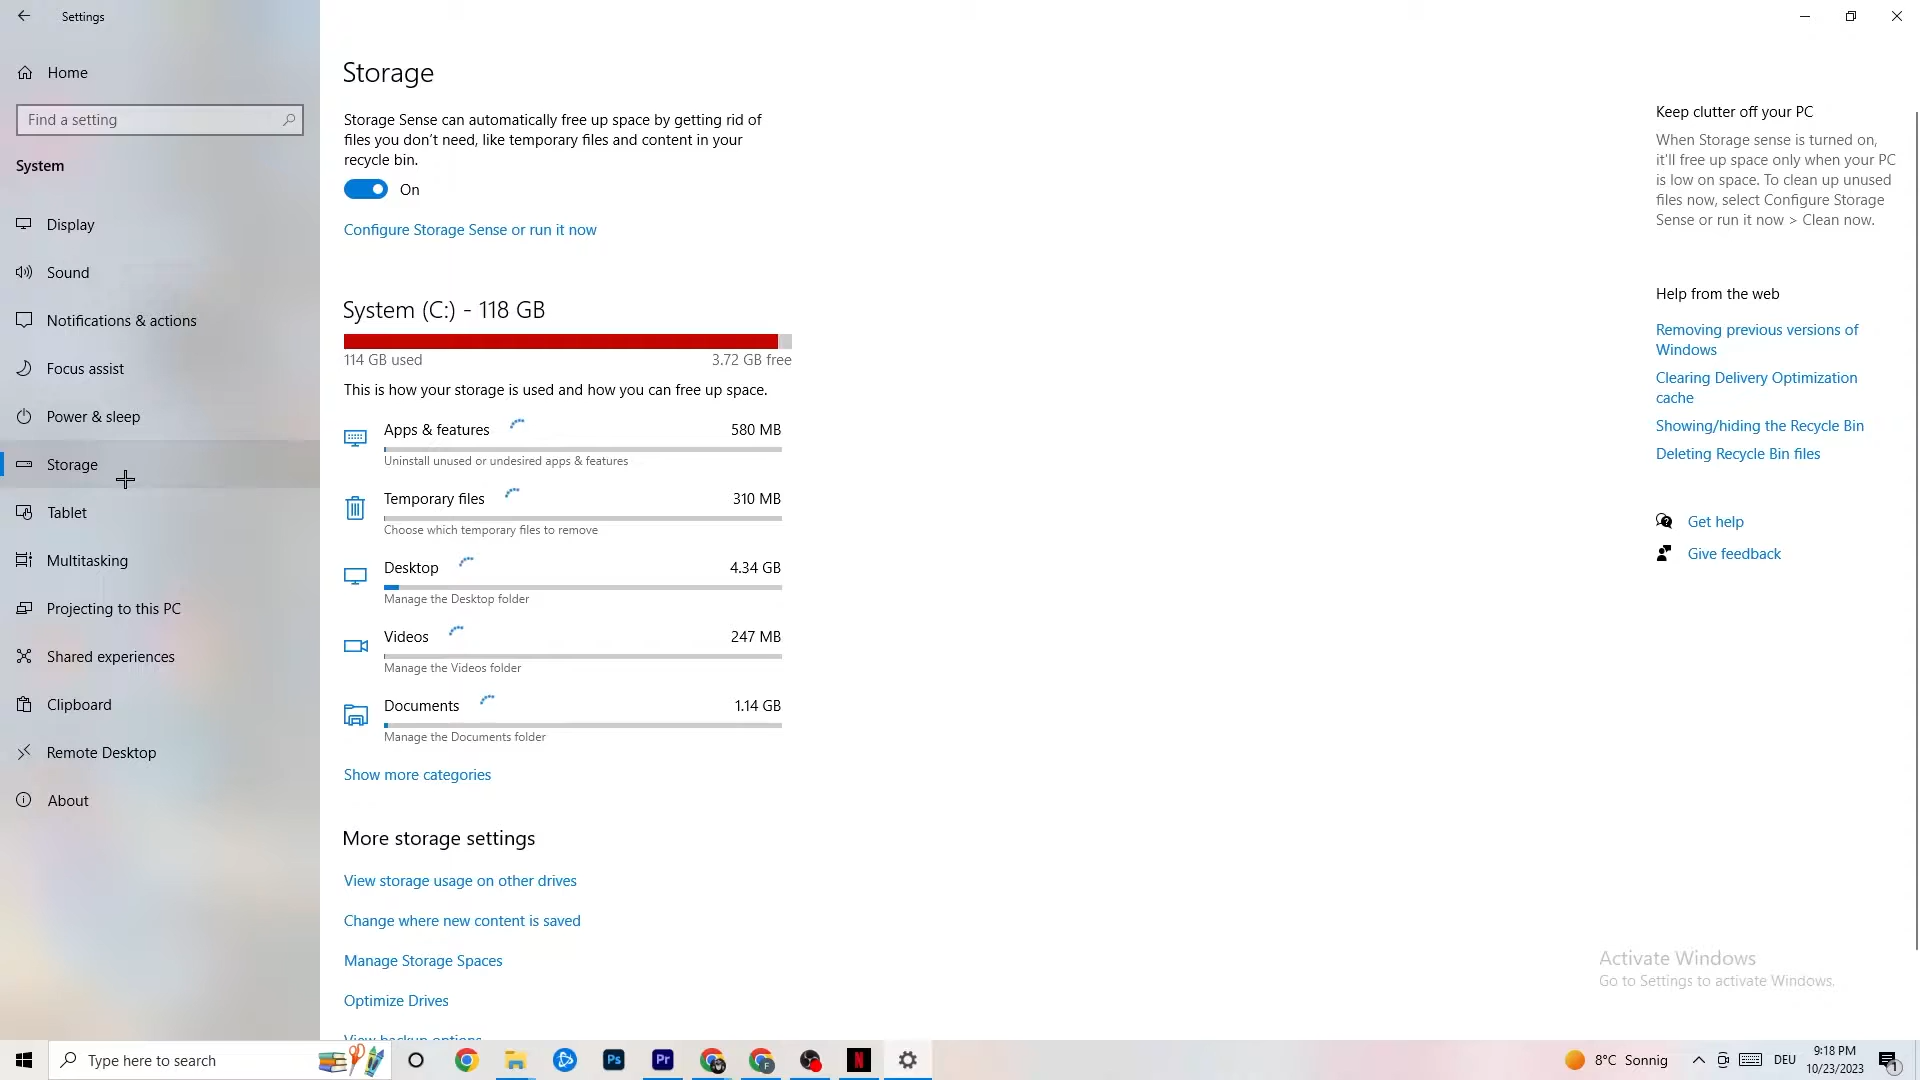 Settings
Home
Find a setting
System
Display
Sound
Notifications & actions
Focus assist
Power & sleep
Storage
Tablet
Multitasking
Projecting to this PC
Shared experiences
Clipboard
Remote Desktop
About
Storage
Storage Sense can automatically free up space by getting rid of
files you don't need, like temporary files and content in your
recycle bin.
On
Configure Storage Sense or run it now
System (C:) - 118 GB
114 GB used 3.72 GB free
This is how your storage is used and how you can free up space.
Apps & features 580 MB
Uninstall unused or undesired apps & features
Temporary files 310 MB
Choose which temporary files to remove
Desktop 4.34 GB
Manage the Desktop folder
Videos 247 MB
Manage the Videos folder
Documents 1.14 GB
Manage the Documents folder
Show more categories
More storage settings
View storage usage on other drives
Change where new content is saved
Manage Storage Spaces
Optimize Drives
View backup options
Keep clutter off your PC
When Storage sense is turned on,
it'll free up space only when your PC
is low on space. To clean up unused
files now, select Configure Storage
Sense or run it now > Clean now.
Help from the web
Removing previous versions of
Windows
Clearing Delivery Optimization
cache
Showing/hiding the Recycle Bin
Deleting Recycle Bin files
Get help
Give feedback
Activate Windows
Go to Settings to activate Windows.
Type here to search
Ps
Pr
F
N
8°C Sonnig
DEU
9:18 PM
10/23/2023
1